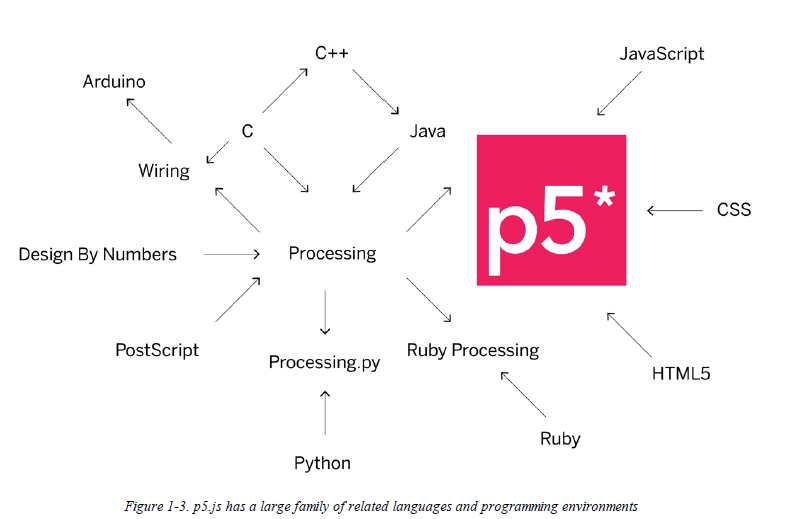 C++
JavaScript
Arduino
C
Java
Wiring
p5*
CSS
Design By Numbers
Processing
PostScript
Processing.py
Ruby Processing
HTML5
Ruby
Python
Figure 1-3. p5.js has a large family of related languages and programming environments